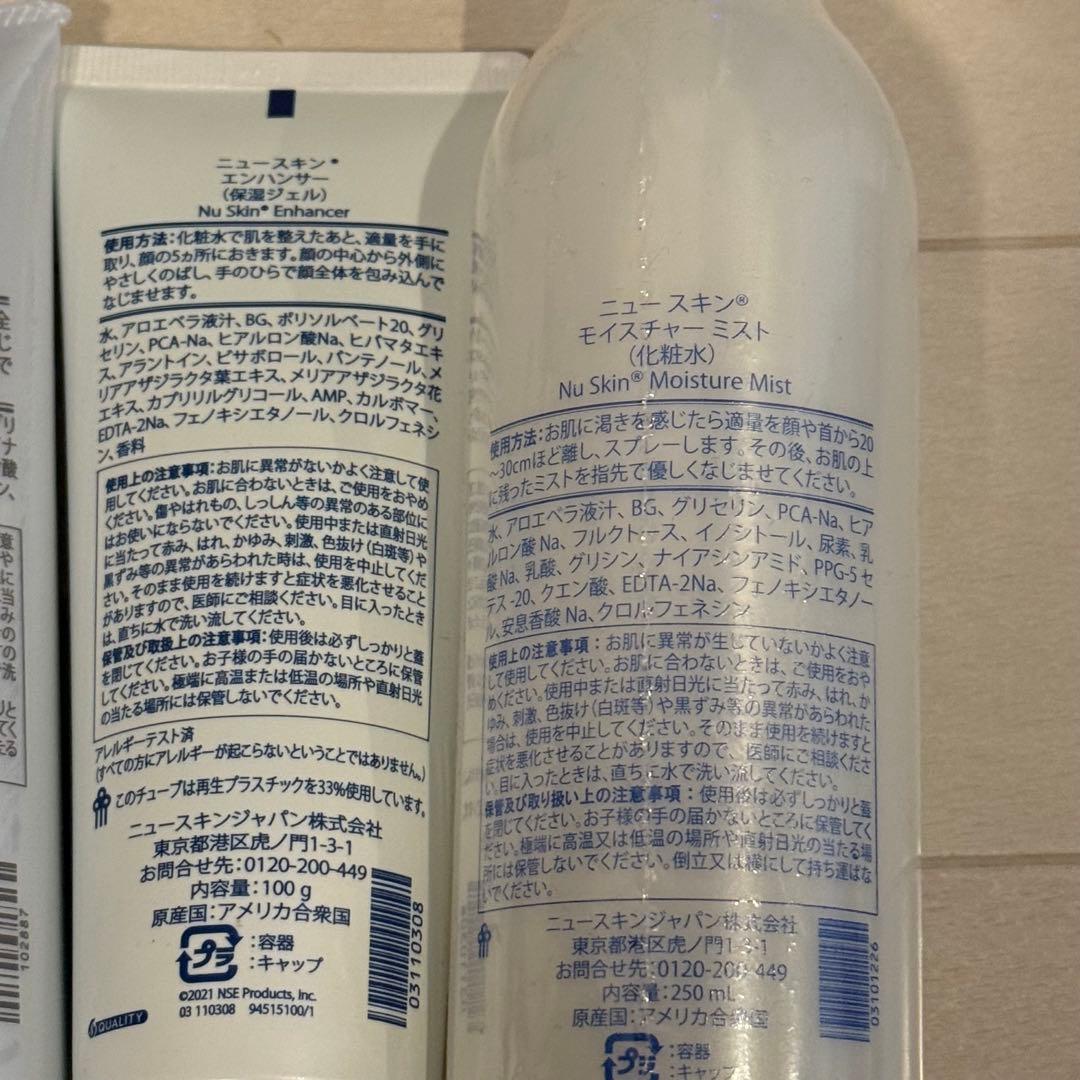 ニュースキン®
エンハンサー
（保湿ジェル）
Nu Skin® Enhancer
使用方法：化粧水で肌を整えたあと、適量を手に
取り、顔の5ヵ所におきます。顔の中心から外側に
やさしくのばし、手のひらで顔全体を包み込んで
なじませます。
水、アロエベラ液汁、BG、ポリソルベート20、グリ
セリン、PCA-Na、ヒアルロン酸Na、ヒバマタエキ
ス、アラントイン、ビサボロール、パンテノール、メ
リアアザジラクタ葉エキス、メリアアザジラクタ花
エキス、カプリリルグリコール、AMP、カルボマー、
EDTA-2Na、フェノキシエタノール、クロルフェネシ
ン、香料
使用上の注意事項：お肌に異常がないかよく注意して使
用してください。お肌に合わないときは、ご使用をおやめ
ください。傷やはれもの、しっしん等の異常のある部位に
はお使いにならないでください。使用中または直射日光
に当たって赤み、はれ、かゆみ、刺激、色抜け（白斑等）や
黒ずみ等の異常があらわれた時は、使用を中止してくだ
さい。そのまま使用を続けますと症状を悪化させること
がありますので、医師にご相談ください。目に入ったとき
は、直ちに水で洗い流してください。
保管及び取扱上の注意事項：使用後は必ずしっかりと蓋
を閉じてください。お子様の手の届かないところに保管
してください。極端に高温または低温の場所や直射日光
の当たる場所には保管しないでください。
アレルギーテスト済
（すべての方にアレルギーが起こらないということではありません。）
このチューブは再生プラスチックを33%使用しています。
ニュースキンジャパン株式会社
東京都港区虎ノ門1-3-1
お問合せ先：0120-200-449
内容量：100 g
原産国：アメリカ合衆国
プラ
：容器
：キャップ
©2021 NSE Products, Inc.
03 110308 94515100/1
6 QUALITY
03110308
102887
ニュー スキン®
モイスチャー ミスト
（化粧水）
Nu Skin® Moisture Mist
使用方法：お肌に渇きを感じたら適量を顔や首から20
～30cmほど離し、スプレーします。その後、お肌の上
に残ったミストを指先で優しくなじませてください。
水、アロエベラ液汁、BG、グリセリン、PCA-Na、ヒア
ルロン酸 Na、フルクトース、イノシトール、尿素、乳
酸 Na、乳酸、グリシン、ナイアシンアミド、PPG-5 セ
テス -20、クエン酸、EDTA-2Na、フェノキシエタノー
ル、安息香酸 Na、クロルフェネシン
使用上の注意事項：お肌に異常が生じていないかよく注意
して使用してください。お肌に合わないときは、ご使用をおや
めください。使用中または直射日光に当たって赤み、はれ、か
ゆみ、刺激、色抜け（白斑等）や黒ずみ等の異常があらわれた
場合は、使用を中止してください。そのまま使用を続けますと
症状を悪化させることがありますので、医師にご相談くださ
い。目に入ったときは、直ちに水で洗い流してください。
保管及び取り扱い上の注意事項：使用後は必ずしっかりと蓋
を閉じてください。お子様の手の届かないところに保管してく
ださい。極端に高温又は低温の場所や直射日光の当たる場
所には保管しないでください。倒立又は横にして持ち運ばな
いでください。
ニュースキンジャパン株式会社
東京都港区虎ノ門1-3-1
お問合せ先：0120-200-449
内容量：250 mL
原産国：アメリカ合衆国
プラ
：容器
：キャップ
03101226